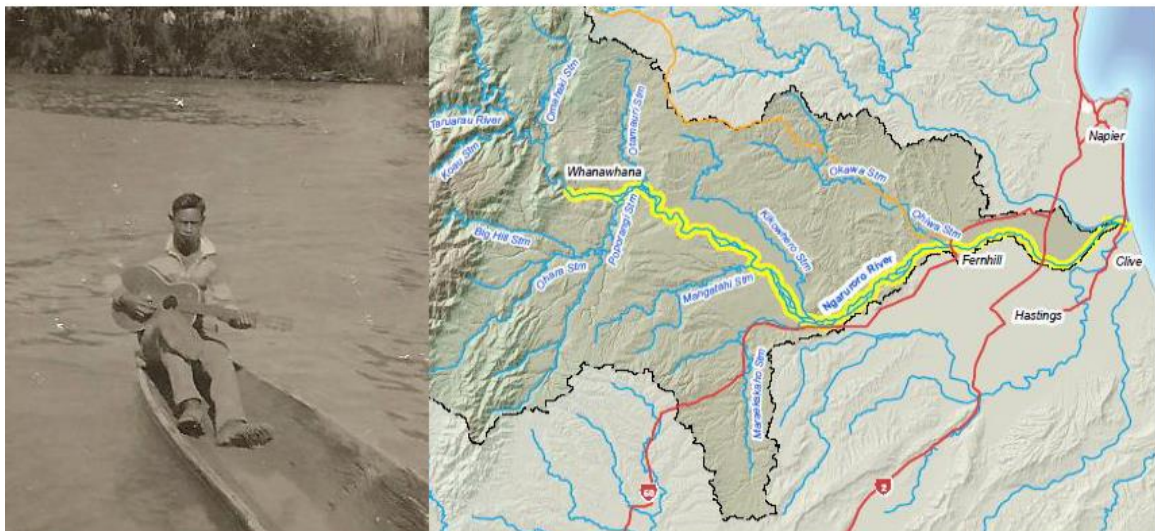 Omahaki Stm
Otamauri Stm
Taruarau River
Koau Stm
Whanawhana
Napier
Okawa Stm
Poporangi Stm
Kikowhero Stm
Big Hill Stm
Ohara Stm
Ohiwa Stm
Mangatahi Stm
Ngaruroro River
Fernhill
Clive
Hastings
Maraekakaho Stm
2